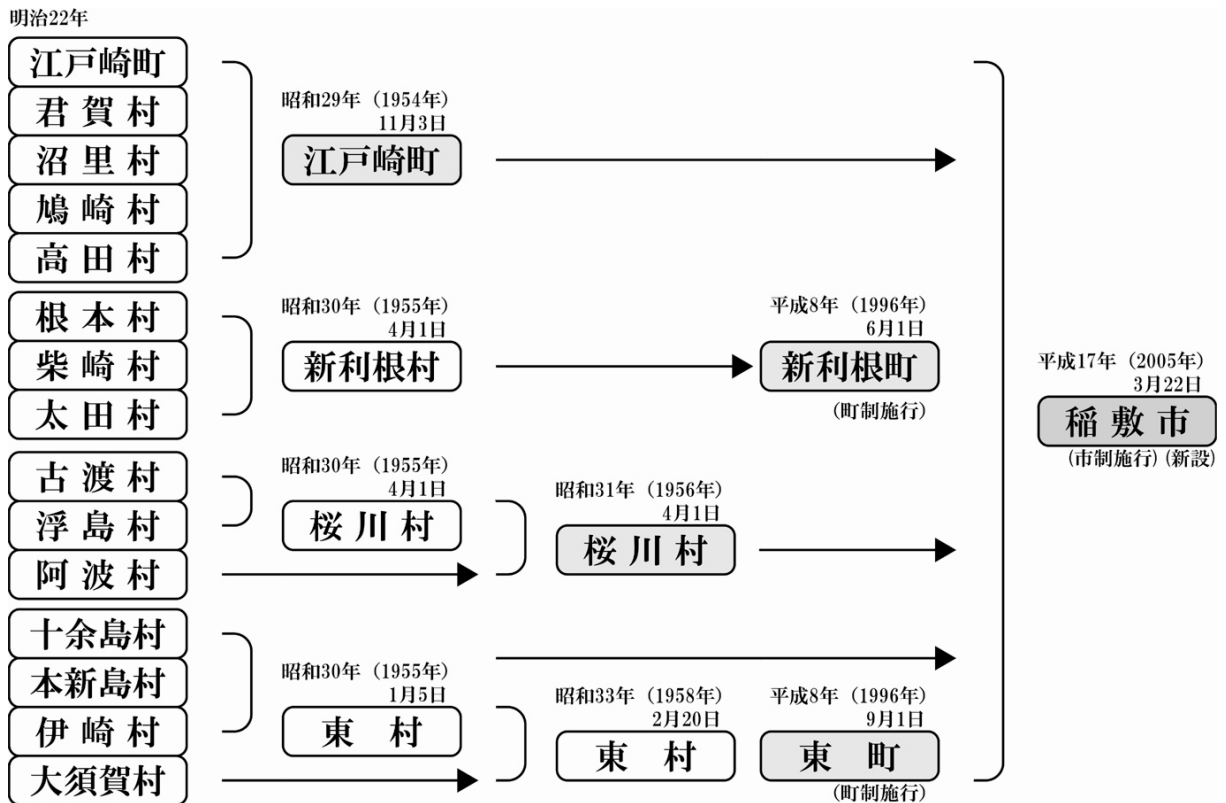 明治22年
江戸崎町
君賀村
沼里村
鳩崎村
高田村
昭和29年（1954年）
11月3日
江戸崎町
根本村
柴崎村
太田村
昭和30年（1955年）
4月1日
新利根村
平成8年（1996年）
6月1日
新利根町
(町制施行)
古渡村
浮島村
阿波村
昭和30年（1955年）
4月1日
桜川村
昭和31年（1956年）
4月1日
桜川村
十余島村
本新島村
伊崎村
大須賀村
昭和30年（1955年）
1月5日
東　村
昭和33年（1958年）
2月20日
東　村
平成8年（1996年）
9月1日
東　町
(町制施行)
平成17年（2005年）
3月22日
稲敷市
(市制施行)(新設)